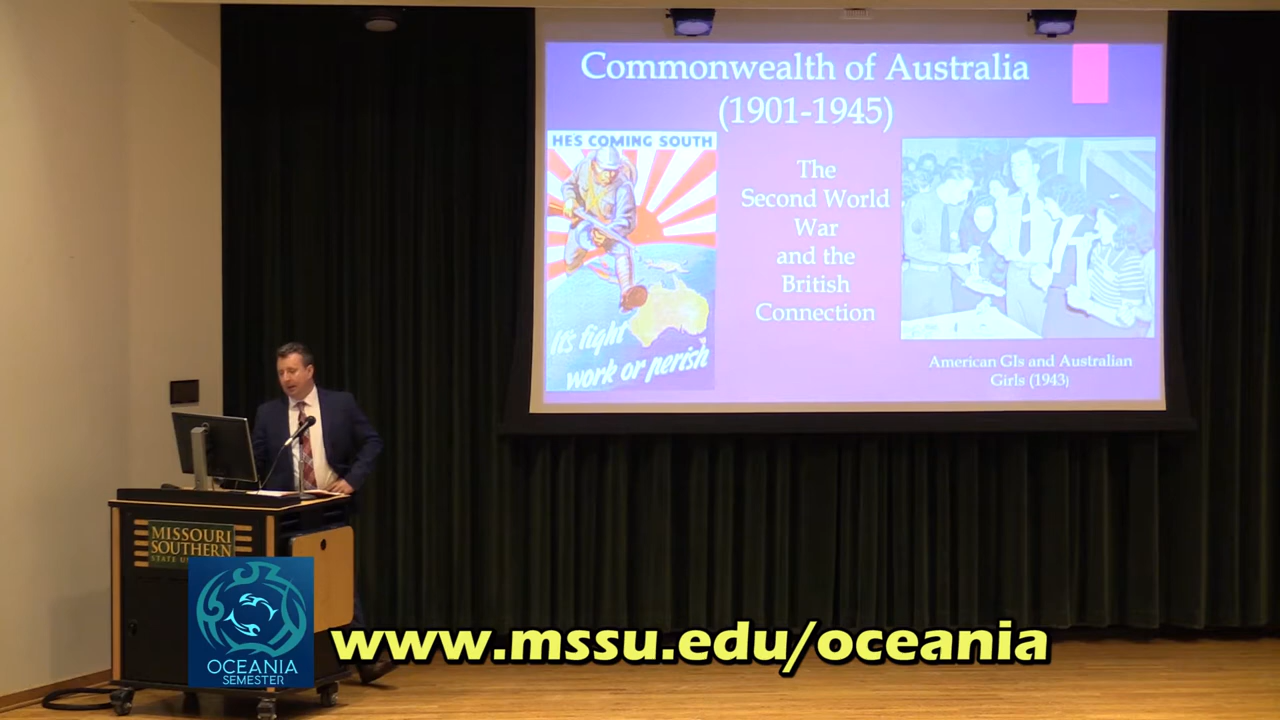 Commonwealth of Australia
(1901-1945)
HES COMING SOUTH
The
Second World
War
and the
British
Connection
It's fight
work or perish
American GIs and Australian
Girls (1943)
MISSOURI
SOUTHERN
STATE
OCEANIA
SEMESTER
www.mssu.edu/oceania